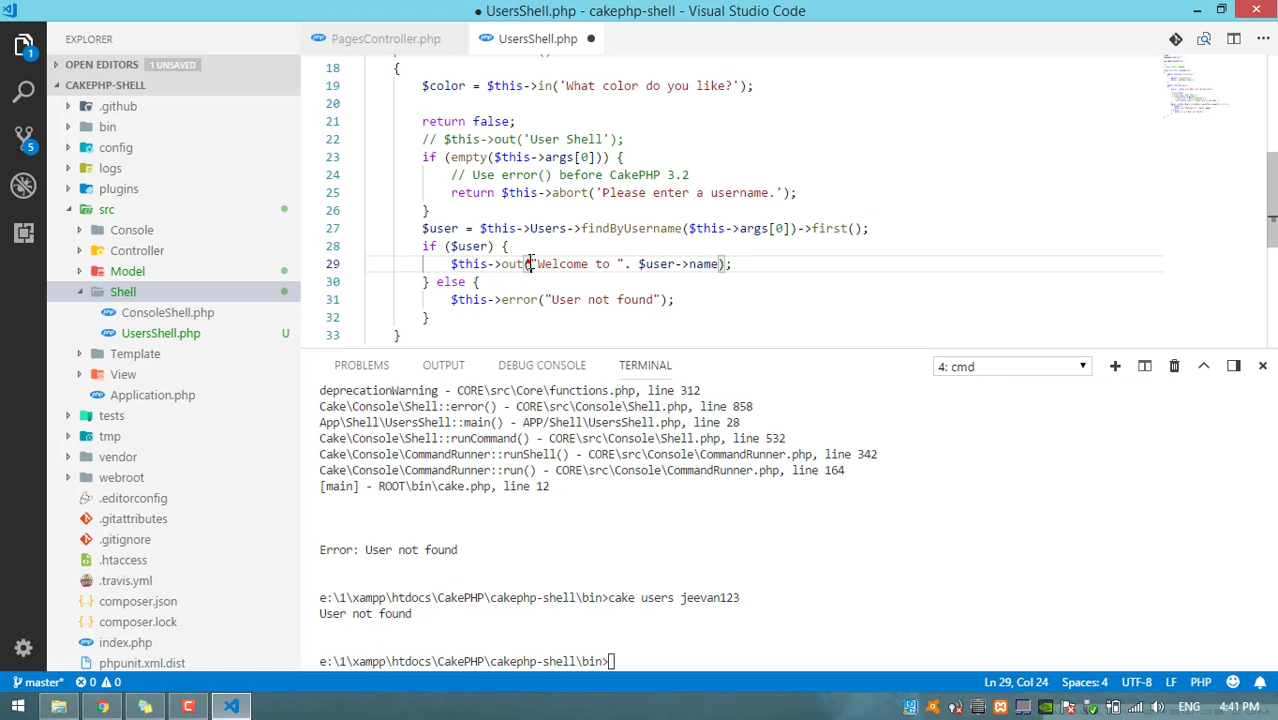 ● UsersShell.php - cakephp-shell - Visual Studio Code
EXPLORER
PagesController.php
UsersShell.php ●
OPEN EDITORS 1 UNSAVED
CAKEPHP-SHELL
.github
bin
config
logs
plugins
src
Console
Controller
Model
Shell
ConsoleShell.php
UsersShell.php U
Template
View
Application.php
tests
tmp
vendor
webroot
.editorconfig
.gitattributes
.gitignore
.htaccess
.travis.yml
composer.json
composer.lock
index.php
phpunit.xml.dist
1
5
18 {
19 $color = $this->in('What color do you like?');
20
21 return false;
22 // $this->out('User Shell');
23 if (empty($this->args[0])) {
24 // Use error() before CakePHP 3.2
25 return $this->abort('Please enter a username.');
26 }
27 $user = $this->Users->findByUsername($this->args[0])->first();
28 if ($user) {
29 $this->out("Welcome to ". $user->name);
30 } else {
31 $this->error("User not found");
32 }
33 }
PROBLEMS OUTPUT DEBUG CONSOLE TERMINAL 4: cmd
deprecationWarning - CORE\src\Core\functions.php, line 312
Cake\Console\Shell::error() - CORE\src\Console\Shell.php, line 858
App\Shell\UsersShell::main() - APP/Shell\UsersShell.php, line 28
Cake\Console\Shell::runCommand() - CORE\src\Console\Shell.php, line 532
Cake\Console\CommandRunner::runShell() - CORE\src\Console\CommandRunner.php, line 342
Cake\Console\CommandRunner::run() - CORE\src\Console\CommandRunner.php, line 164
[main] - ROOT\bin\cake.php, line 12
Error: User not found
e:\1\xampp\htdocs\CakePHP\cakephp-shell\bin>cake users jeevan123
User not found
e:\1\xampp\htdocs\CakePHP\cakephp-shell\bin>
master* 0 0 Ln 29, Col 24 Spaces: 4 UTF-8 LF PHP
ENG 4:41 PM